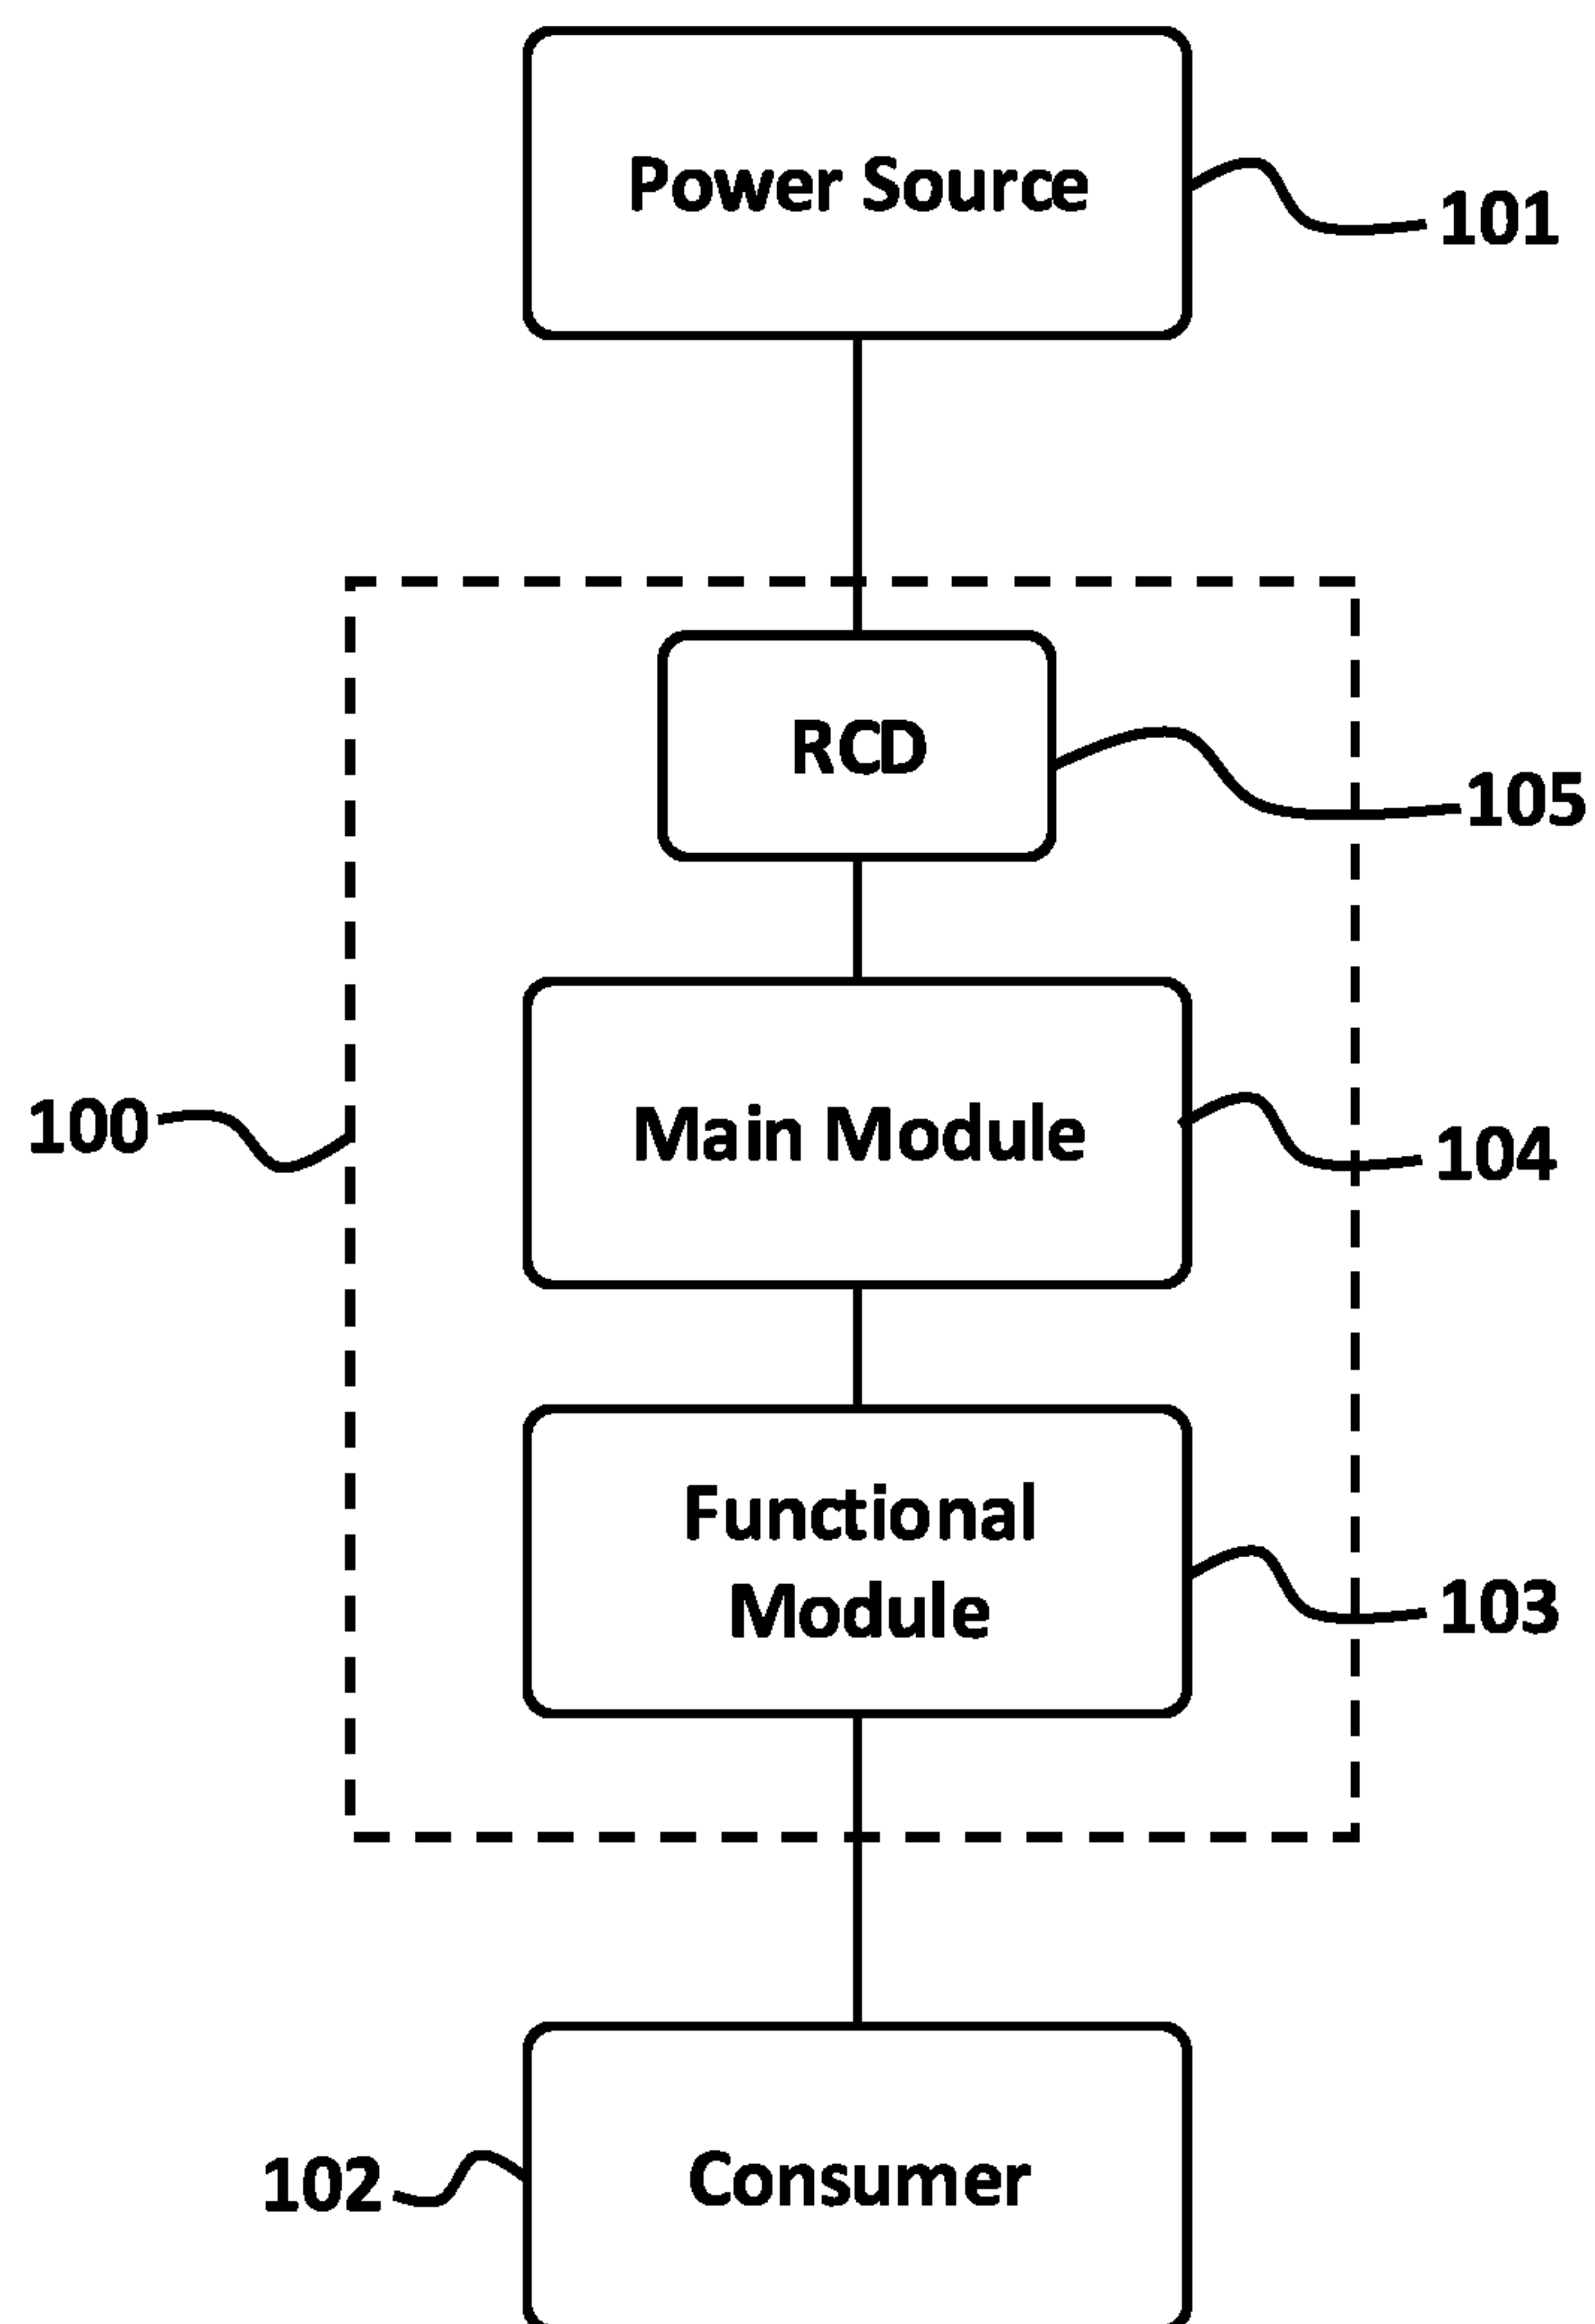 Power Source
101
RCD
105
100
Main Module
104
Functional
Module
103
102
Consumer